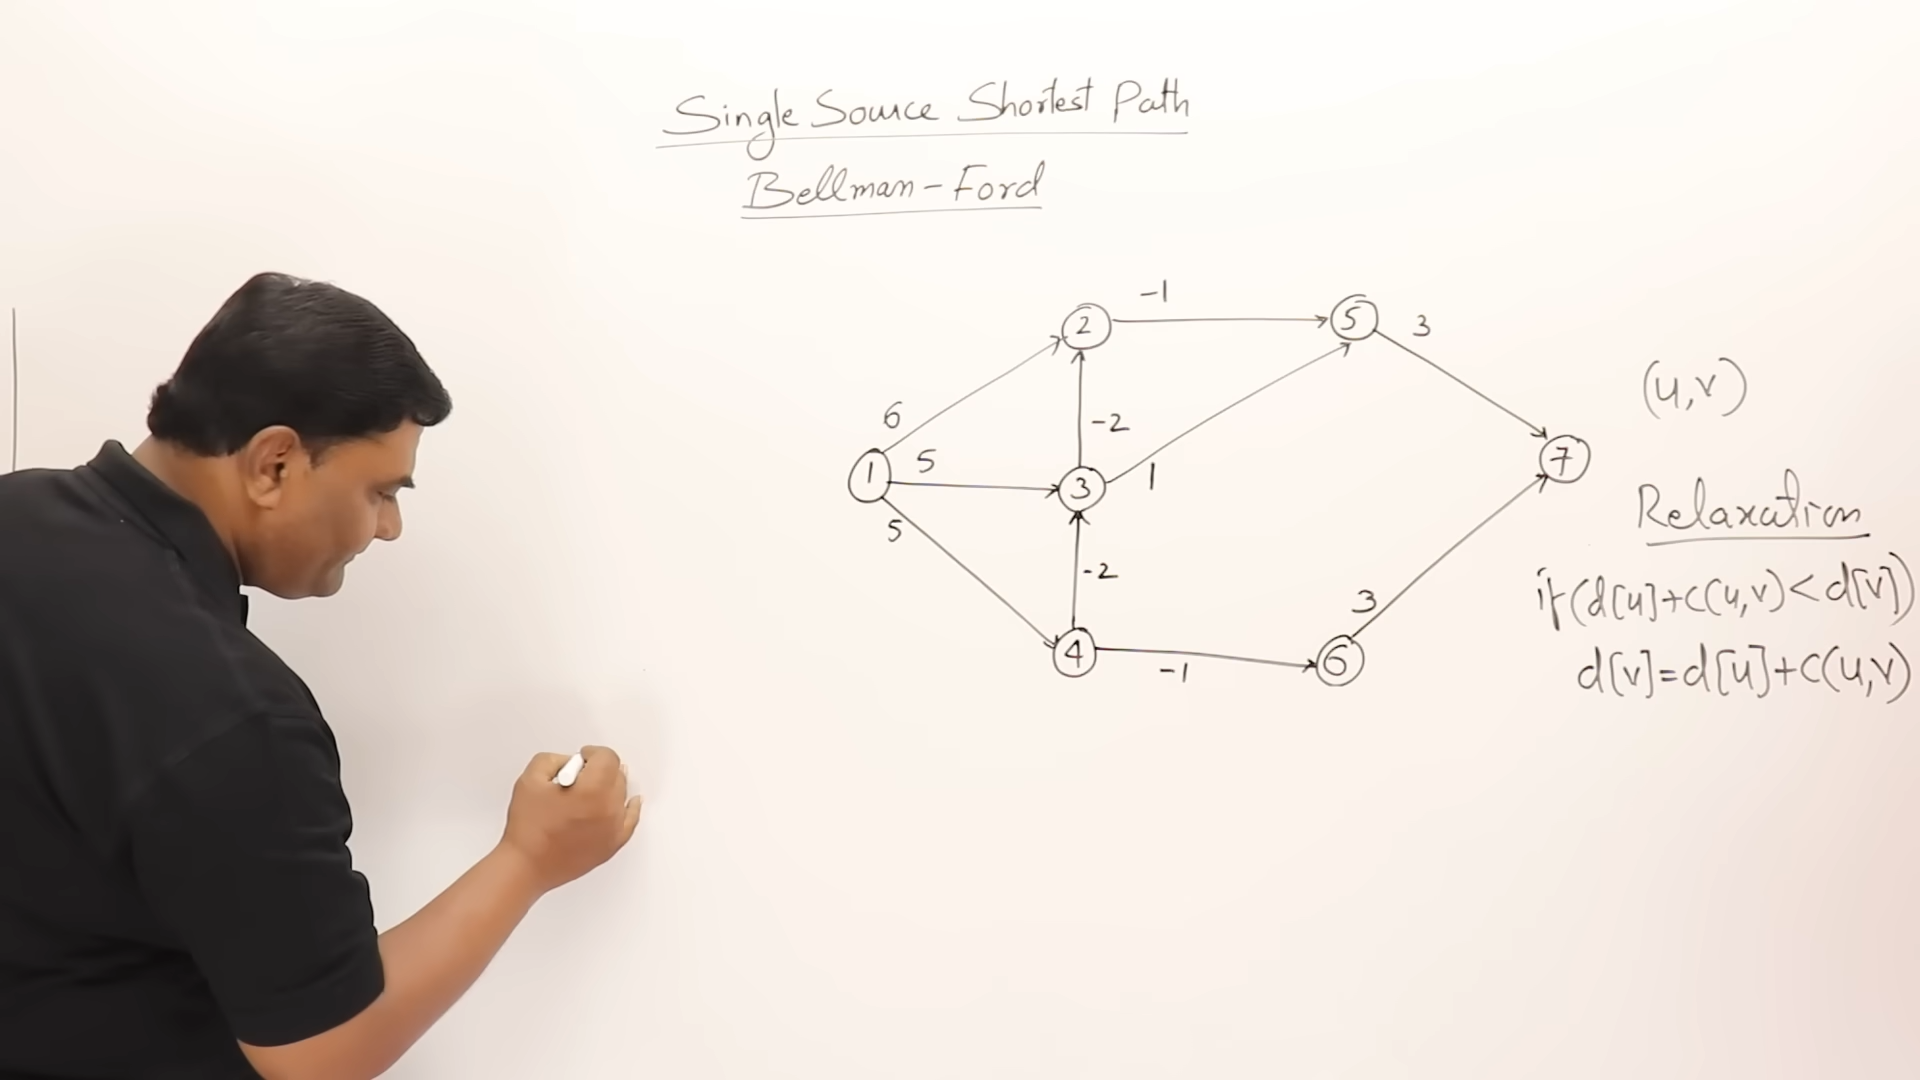 Single Source Shortest Path
Bellman-Ford
-1
2
5
3
6
-2
(u,v)
1
5
3
1
7
5
-2
Relaxation
3
if(d[u]+c(u,v)<d[v])
4
-1
6
d[v]=d[u]+c(u,v)